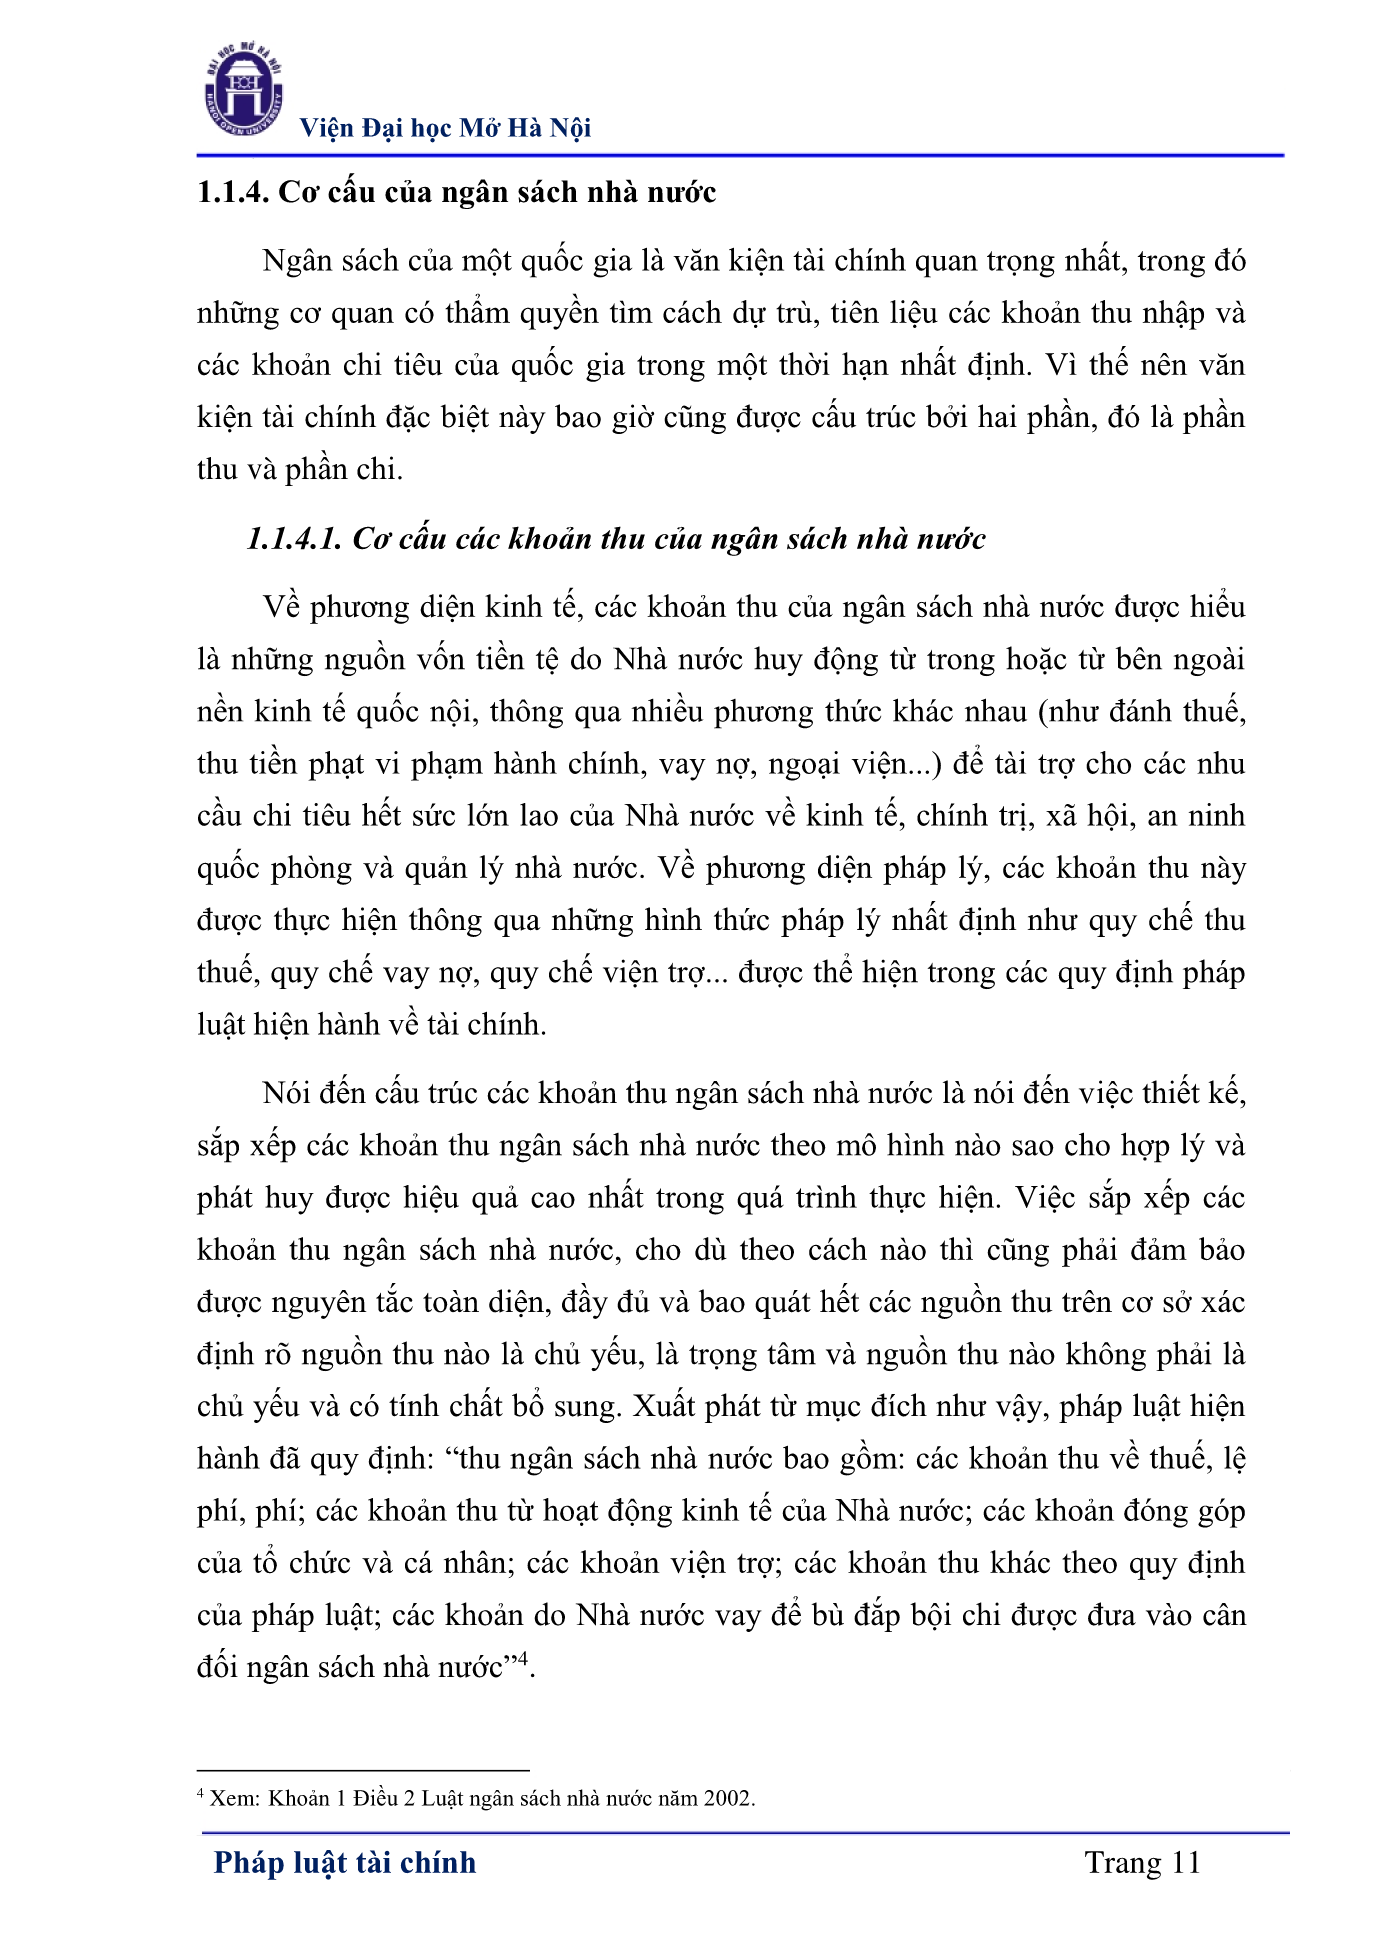 ĐẠI HỌC MỞ HÀ NỘI
HANOI OPEN UNIVERSITY
Viện Đại học Mở Hà Nội
1.1.4. Cơ cấu của ngân sách nhà nước
Ngân sách của một quốc gia là văn kiện tài chính quan trọng nhất, trong đó
những cơ quan có thẩm quyền tìm cách dự trù, tiên liệu các khoản thu nhập và
các khoản chi tiêu của quốc gia trong một thời hạn nhất định. Vì thế nên văn
kiện tài chính đặc biệt này bao giờ cũng được cấu trúc bởi hai phần, đó là phần
thu và phần chi.
1.1.4.1. Cơ cấu các khoản thu của ngân sách nhà nước
Về phương diện kinh tế, các khoản thu của ngân sách nhà nước được hiểu
là những nguồn vốn tiền tệ do Nhà nước huy động từ trong hoặc từ bên ngoài
nền kinh tế quốc nội, thông qua nhiều phương thức khác nhau (như đánh thuế,
thu tiền phạt vi phạm hành chính, vay nợ, ngoại viện...) để tài trợ cho các nhu
cầu chi tiêu hết sức lớn lao của Nhà nước về kinh tế, chính trị, xã hội, an ninh
quốc phòng và quản lý nhà nước. Về phương diện pháp lý, các khoản thu này
được thực hiện thông qua những hình thức pháp lý nhất định như quy chế thu
thuế, quy chế vay nợ, quy chế viện trợ... được thể hiện trong các quy định pháp
luật hiện hành về tài chính.
Nói đến cấu trúc các khoản thu ngân sách nhà nước là nói đến việc thiết kế,
sắp xếp các khoản thu ngân sách nhà nước theo mô hình nào sao cho hợp lý và
phát huy được hiệu quả cao nhất trong quá trình thực hiện. Việc sắp xếp các
khoản thu ngân sách nhà nước, cho dù theo cách nào thì cũng phải đảm bảo
được nguyên tắc toàn diện, đầy đủ và bao quát hết các nguồn thu trên cơ sở xác
định rõ nguồn thu nào là chủ yếu, là trọng tâm và nguồn thu nào không phải là
chủ yếu và có tính chất bổ sung. Xuất phát từ mục đích như vậy, pháp luật hiện
hành đã quy định: “thu ngân sách nhà nước bao gồm: các khoản thu về thuế, lệ
phí, phí; các khoản thu từ hoạt động kinh tế của Nhà nước; các khoản đóng góp
của tổ chức và cá nhân; các khoản viện trợ; các khoản thu khác theo quy định
của pháp luật; các khoản do Nhà nước vay để bù đắp bội chi được đưa vào cân
đối ngân sách nhà nước”⁴.
⁴ Xem: Khoản 1 Điều 2 Luật ngân sách nhà nước năm 2002.
Pháp luật tài chính Trang 11